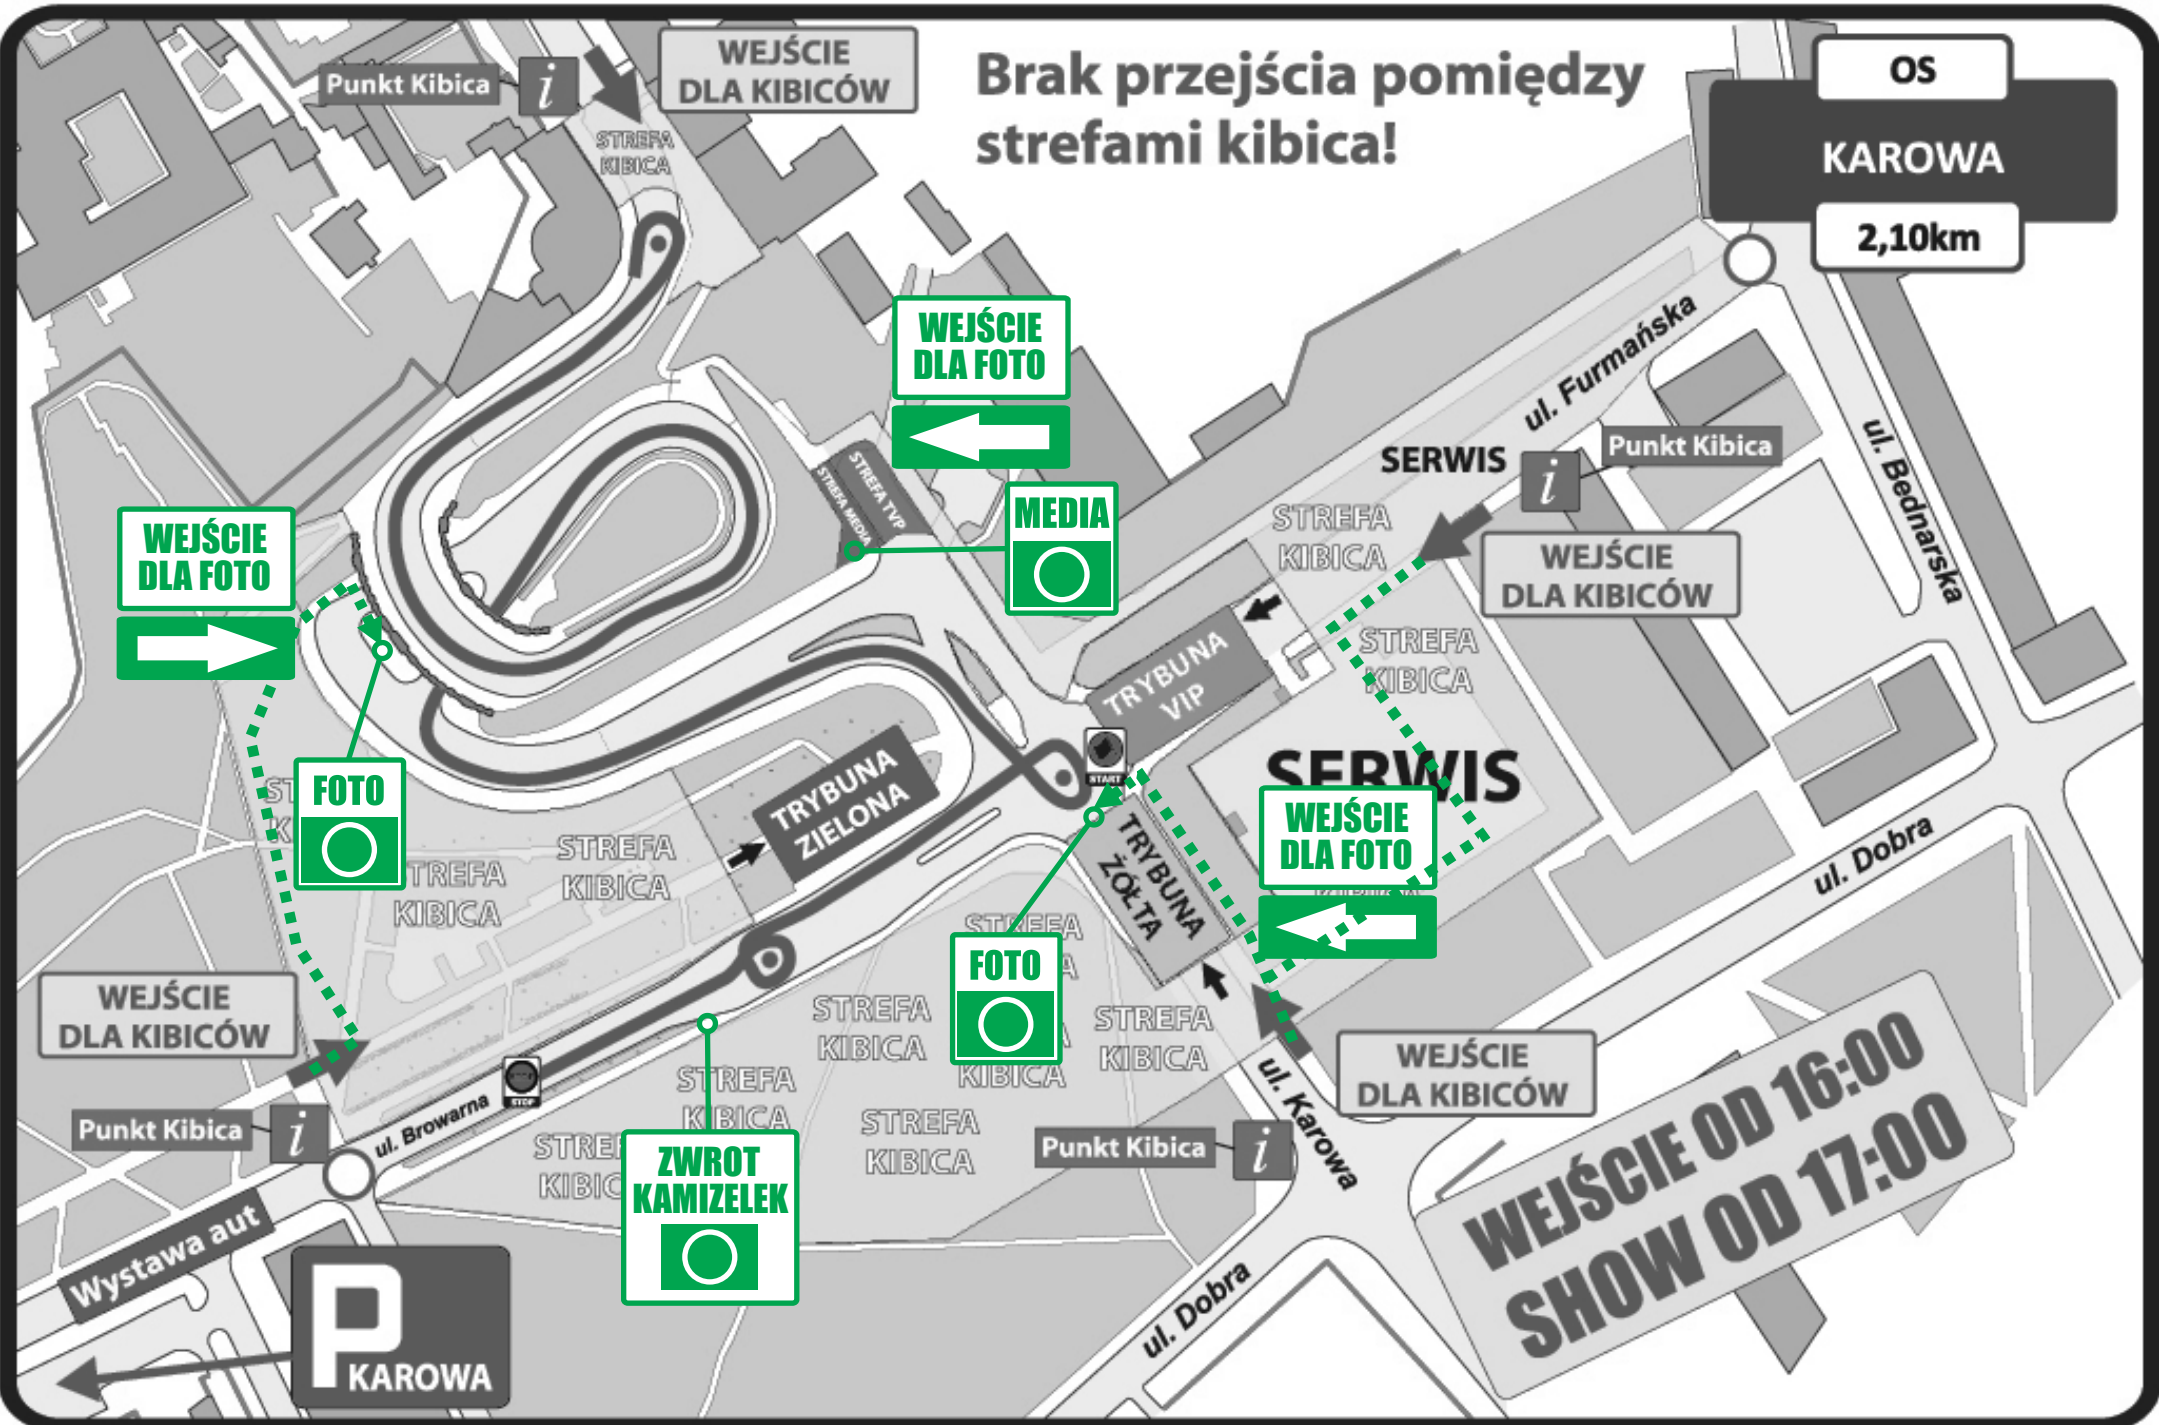 WEJŚCIE
DLA KIBICÓW
Punkt Kibica
i
STREFA
KIBICA
Brak przejścia pomiędzy
strefami kibica!
OS
KAROWA
2,10km
WEJŚCIE
DLA FOTO
ul. Furmańska
ul. Bednarska
SERWIS
i
Punkt Kibica
STREFA TVP
STREFA MEDIA
MEDIA
STREFA
KIBICA
WEJŚCIE
DLA KIBICÓW
WEJŚCIE
DLA FOTO
STREFA
KIBICA
TRYBUNA
VIP
START
SERWIS
FOTO
TRYBUNA
ZIELONA
WEJŚCIE
DLA FOTO
TRYBUNA
ŻÓŁTA
ul. Dobra
STREFA
KIBICA
TREFA
KIBICA
FOTO
STREFA
KIBICA
STREFA
KIBICA
KIBICA
WEJŚCIE
DLA KIBICÓW
WEJŚCIE
DLA KIBICÓW
STOP
STREFA
KIBICA
STREFA
KIBICA
ul. Karowa
Punkt Kibica
i
ul. Browarna
Punkt Kibica
i
ZWROT
KAMIZELEK
WEJŚCIE OD 16:00
SHOW OD 17:00
Wystawa aut
P
KAROWA
ul. Dobra